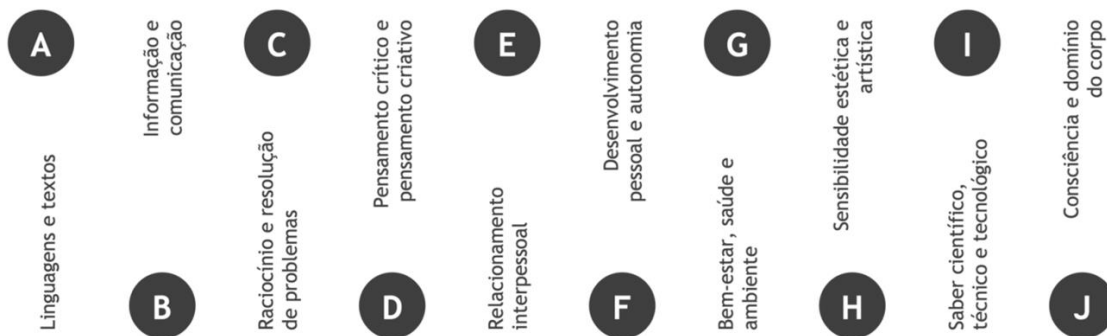 A
Linguagens e textos
B
Informação e
comunicação
C
Raciocínio e resolução
de problemas
D
Pensamento crítico e
pensamento criativo
E
Relacionamento
interpessoal
F
Desenvolvimento
pessoal e autonomia
G
Bem-estar, saúde e
ambiente
H
Sensibilidade estética e
artística
I
Saber científico,
técnico e tecnológico
J
Consciência e domínio
do corpo